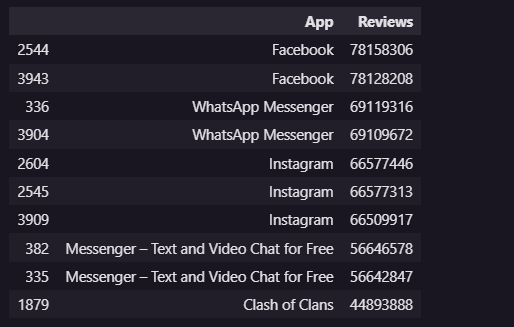 App Reviews
2544 Facebook 78158306
3943 Facebook 78128208
336 WhatsApp Messenger 69119316
3904 WhatsApp Messenger 69109672
2604 Instagram 66577446
2545 Instagram 66577313
3909 Instagram 66509917
382 Messenger – Text and Video Chat for Free 56646578
335 Messenger – Text and Video Chat for Free 56642847
1879 Clash of Clans 44893888